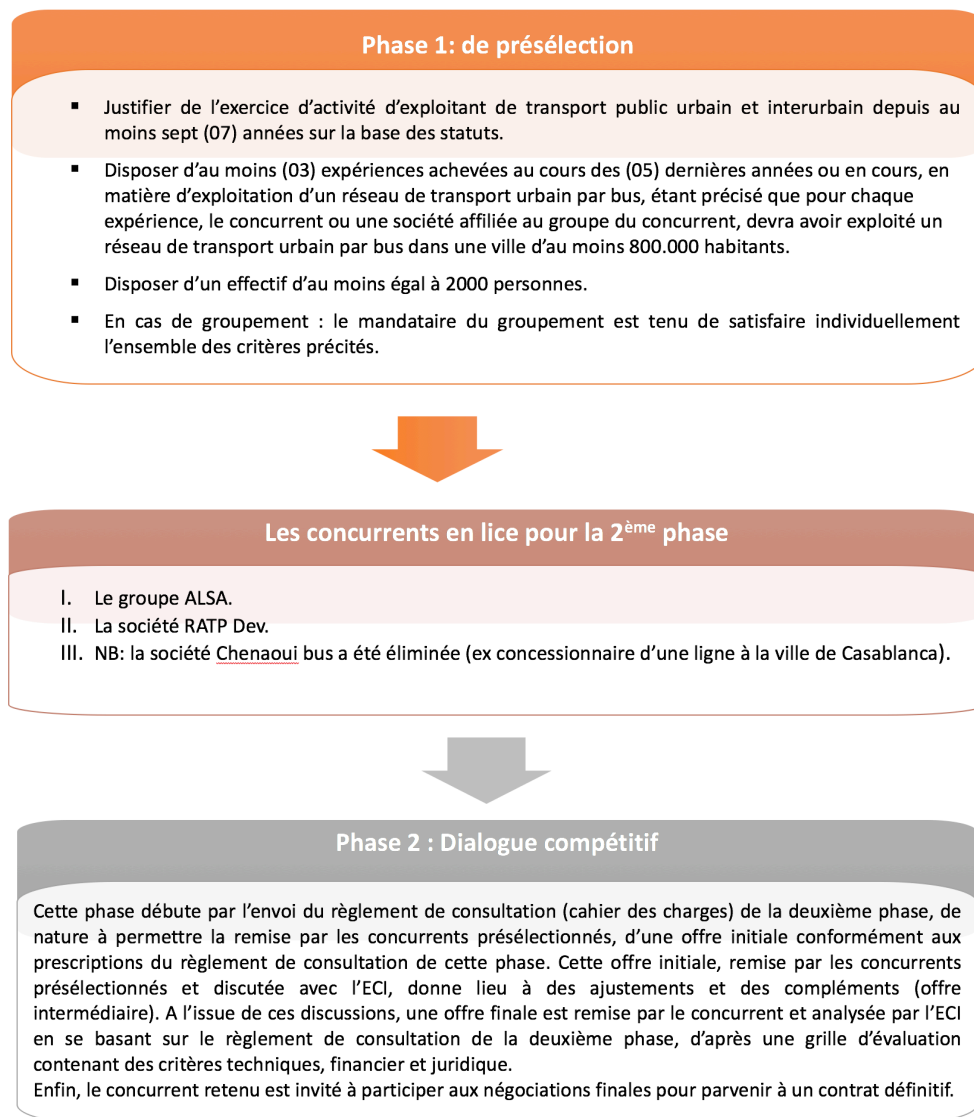 Phase 1: de présélection
▪ Justifier de l’exercice d’activité d’exploitant de transport public urbain et interurbain depuis au
moins sept (07) années sur la base des statuts.
▪ Disposer d’au moins (03) expériences achevées au cours des (05) dernières années ou en cours, en
matière d’exploitation d’un réseau de transport urbain par bus, étant précisé que pour chaque
expérience, le concurrent ou une société affiliée au groupe du concurrent, devra avoir exploité un
réseau de transport urbain par bus dans une ville d’au moins 800.000 habitants.
▪ Disposer d’un effectif d’au moins égal à 2000 personnes.
▪ En cas de groupement : le mandataire du groupement est tenu de satisfaire individuellement
l’ensemble des critères précités.
Les concurrents en lice pour la 2ème phase
I. Le groupe ALSA.
II. La société RATP Dev.
III. NB: la société Chenaoui bus a été éliminée (ex concessionnaire d’une ligne à la ville de Casablanca).
Phase 2 : Dialogue compétitif
Cette phase débute par l’envoi du règlement de consultation (cahier des charges) de la deuxième phase, de
nature à permettre la remise par les concurrents présélectionnés, d’une offre initiale conformément aux
prescriptions du règlement de consultation de cette phase. Cette offre initiale, remise par les concurrents
présélectionnés et discutée avec l’ECI, donne lieu à des ajustements et des compléments (offre
intermédiaire). A l’issue de ces discussions, une offre finale est remise par le concurrent et analysée par l’ECI
en se basant sur le règlement de consultation de la deuxième phase, d’après une grille d’évaluation
contenant des critères techniques, financier et juridique.
Enfin, le concurrent retenu est invité à participer aux négociations finales pour parvenir à un contrat définitif.